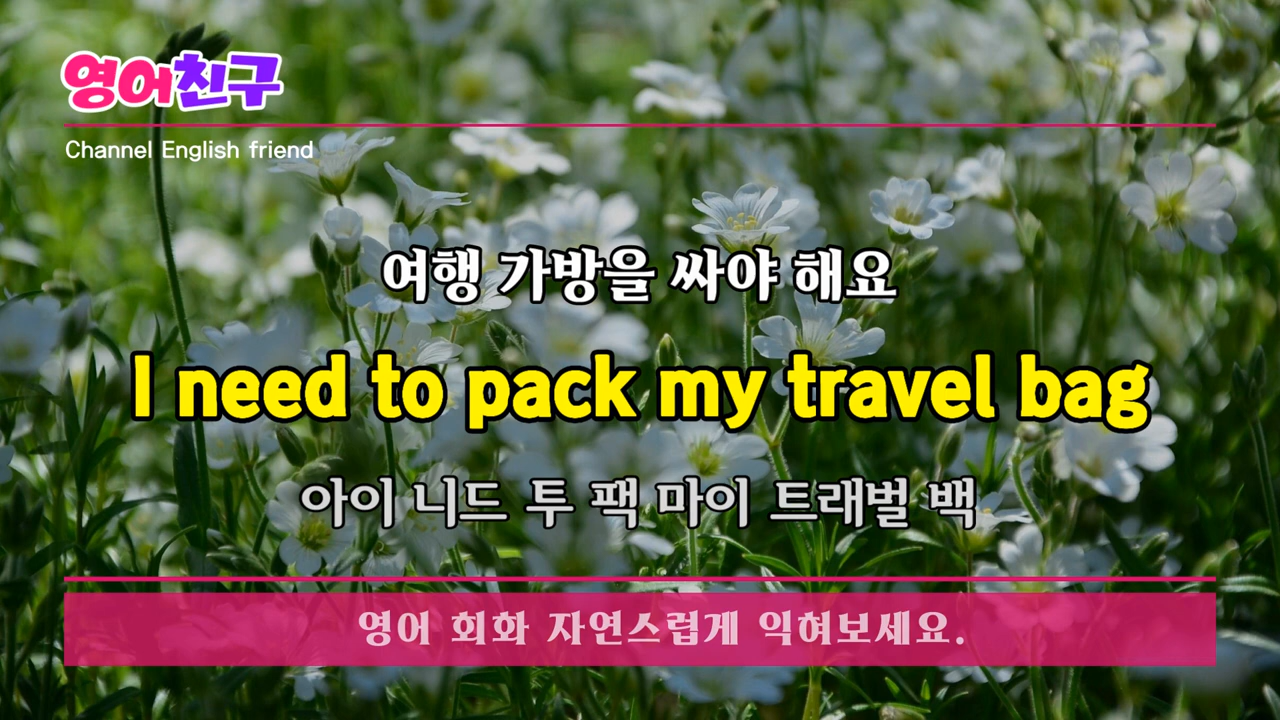 영어친구
Channel English friend
여행 가방을 싸야 해요
I need to pack my travel bag
아이 니드 투 팩 마이 트래벌 백
영어 회화 자연스럽게 익혀보세요.